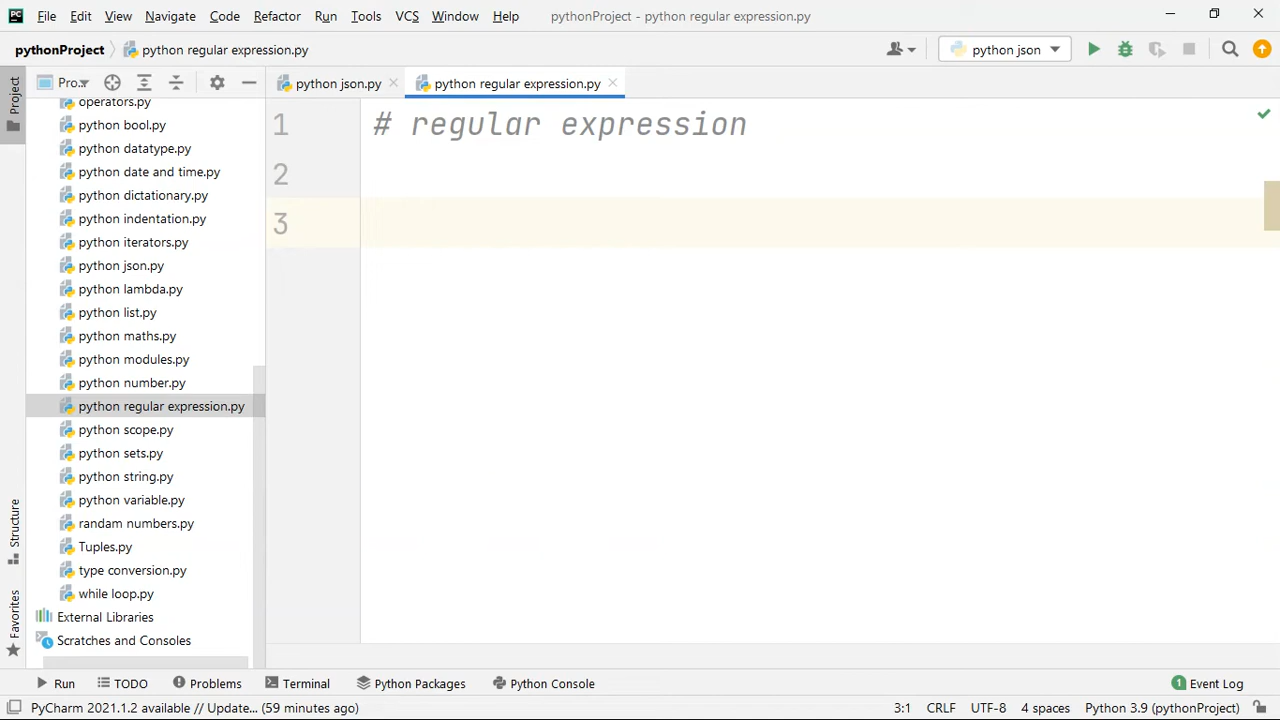 PC File Edit View Navigate Code Refactor Run Tools VCS Window Help pythonProject - python regular expression.py
pythonProject python regular expression.py python json
Project Pro... python json.py python regular expression.py
operators.py
python bool.py
python datatype.py
python date and time.py
python dictationary.py
python indentation.py
python iterators.py
python json.py
python lambda.py
python list.py
python maths.py
python modules.py
python number.py
python regular expression.py
python scope.py
python sets.py
python string.py
python variable.py
randam numbers.py
Tuples.py
type conversion.py
while loop.py
External Libraries
Scratches and Consoles
1 # regular expression
2
3
Structure
Favorites
Run TODO Problems Terminal Python Packages Python Console 1 Event Log
PyCharm 2021.1.2 available // Update... (59 minutes ago) 3:1 CRLF UTF-8 4 spaces Python 3.9 (pythonProject)